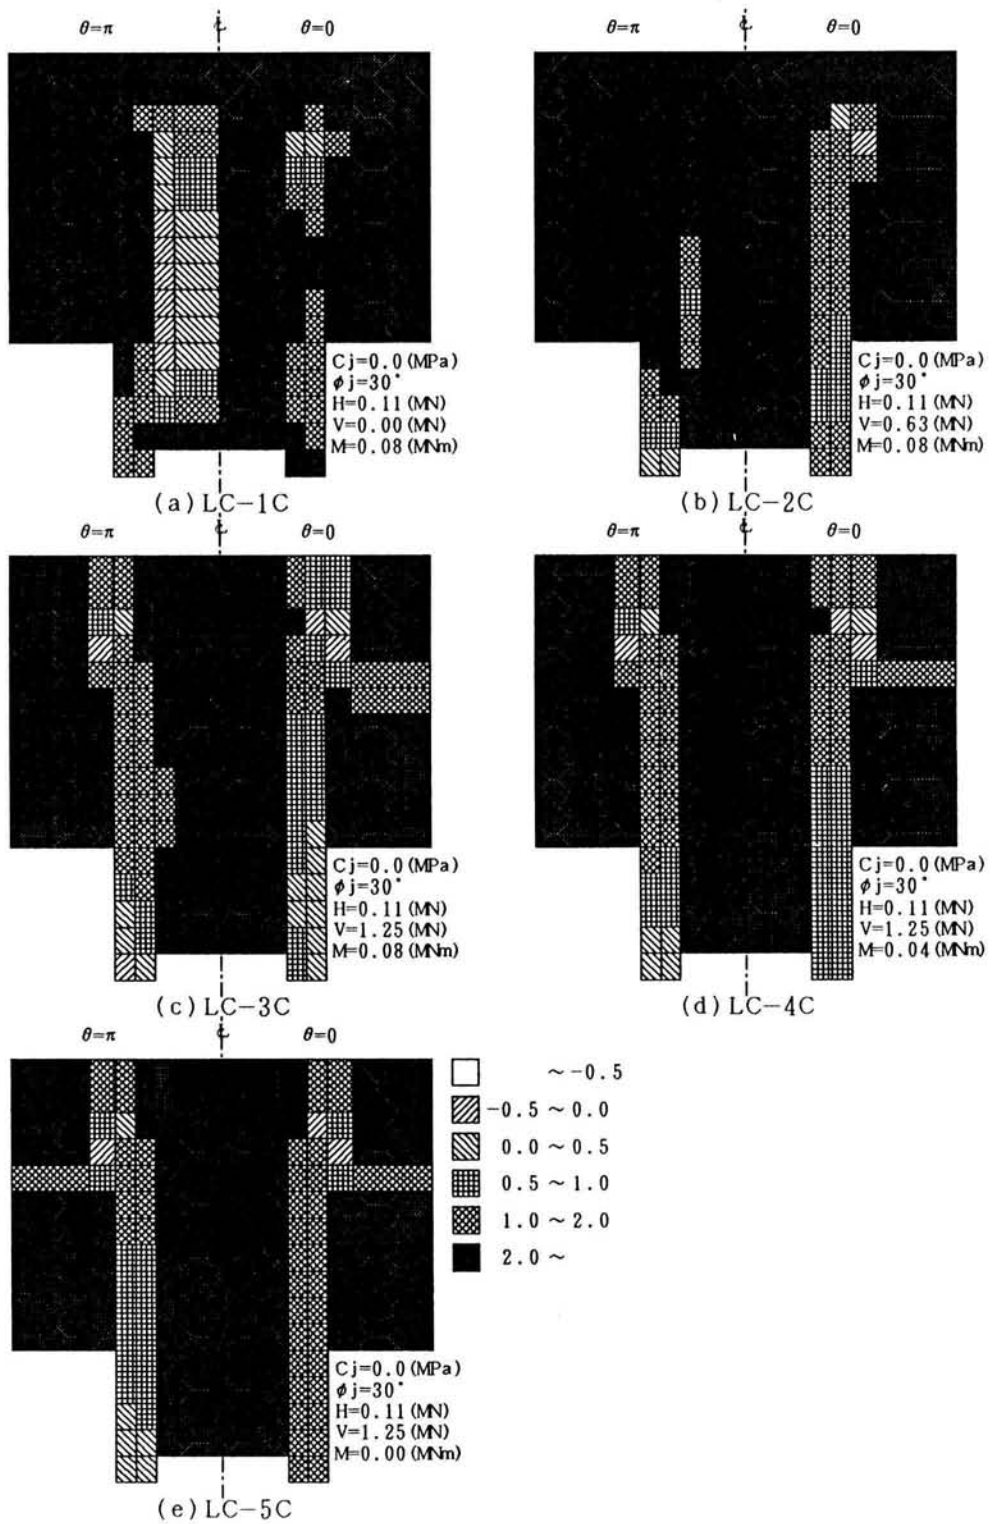 θ=π ℄ θ=0
θ=π ℄ θ=0
Cj=0.0(MPa)
φj=30°
H=0.11(MN)
V=0.00(MN)
M=0.08(MNm)
(a) LC-1C
Cj=0.0(MPa)
φj=30°
H=0.11(MN)
V=0.63(MN)
M=0.08(MNm)
(b) LC-2C
θ=π ℄ θ=0
θ=π ℄ θ=0
Cj=0.0(MPa)
φj=30°
H=0.11(MN)
V=1.25(MN)
M=0.08(MNm)
(c) LC-3C
Cj=0.0(MPa)
φj=30°
H=0.11(MN)
V=1.25(MN)
M=0.04(MNm)
(d) LC-4C
θ=π ℄ θ=0
Cj=0.0(MPa)
φj=30°
H=0.11(MN)
V=1.25(MN)
M=0.00(MNm)
(e) LC-5C
~-0.5
-0.5~0.0
0.0~0.5
0.5~1.0
1.0~2.0
2.0~